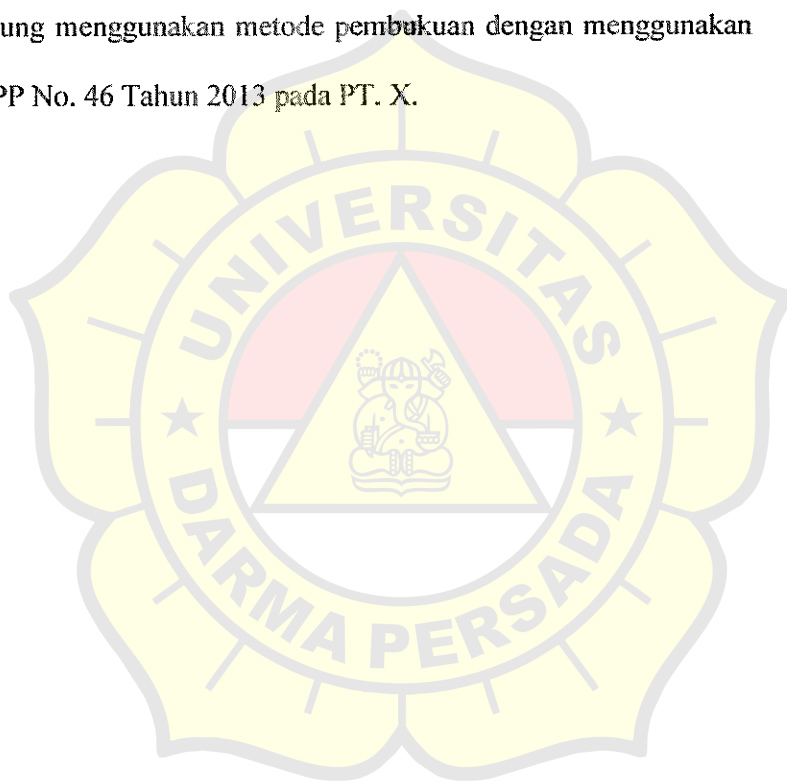 ung menggunakan metode pembukuan dengan menggunakan
PP No. 46 Tahun 2013 pada PT. X.
UNIVERSITAS
DARMA PERSADA